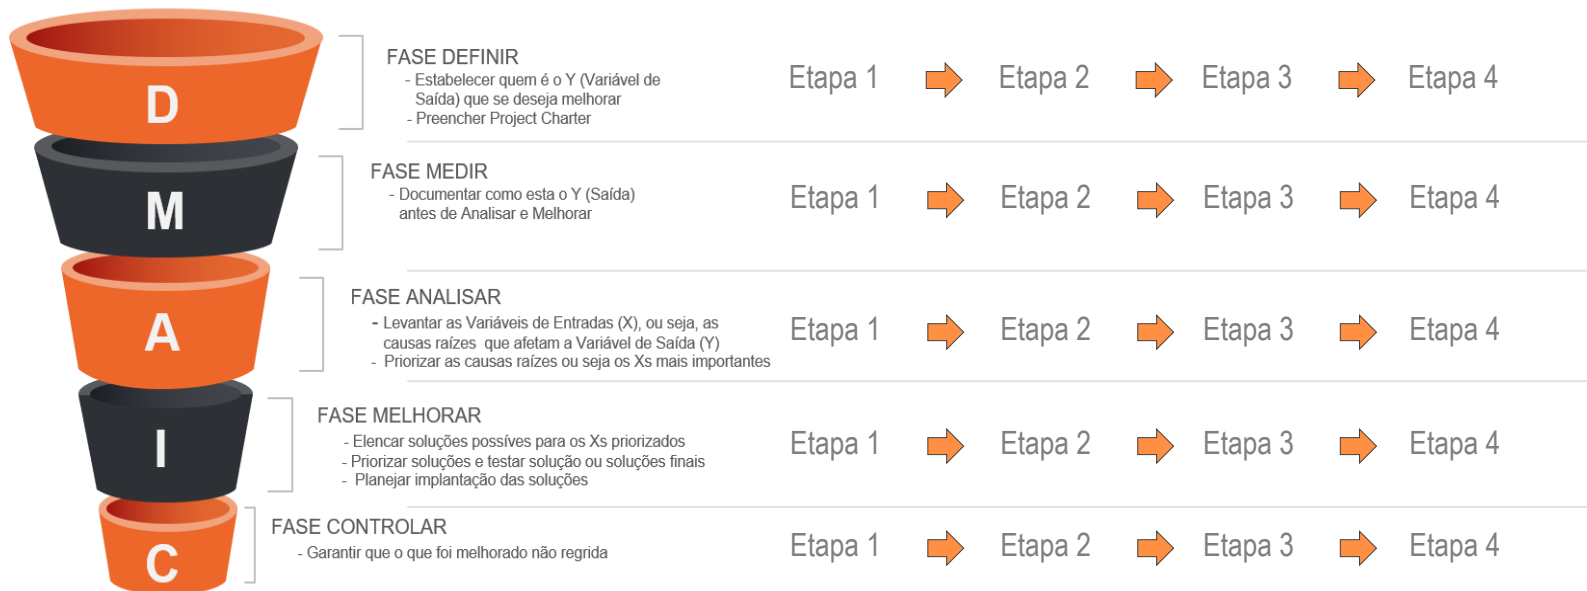 D
FASE DEFINIR
- Estabelecer quem é o Y (Variável de
Saída) que se deseja melhorar
- Preencher Project Charter
Etapa 1 Etapa 2 Etapa 3 Etapa 4
M
FASE MEDIR
- Documentar como esta o Y (Saída)
antes de Analisar e Melhorar
Etapa 1 Etapa 2 Etapa 3 Etapa 4
A
FASE ANALISAR
- Levantar as Variáveis de Entradas (X), ou seja, as
causas raízes que afetam a Variável de Saída (Y)
- Priorizar as causas raízes ou seja os Xs mais importantes
Etapa 1 Etapa 2 Etapa 3 Etapa 4
I
FASE MELHORAR
- Elencar soluções possíves para os Xs priorizados
- Priorizar soluções e testar solução ou soluções finais
- Planejar implantação das soluções
Etapa 1 Etapa 2 Etapa 3 Etapa 4
C
FASE CONTROLAR
- Garantir que o que foi melhorado não regrida
Etapa 1 Etapa 2 Etapa 3 Etapa 4